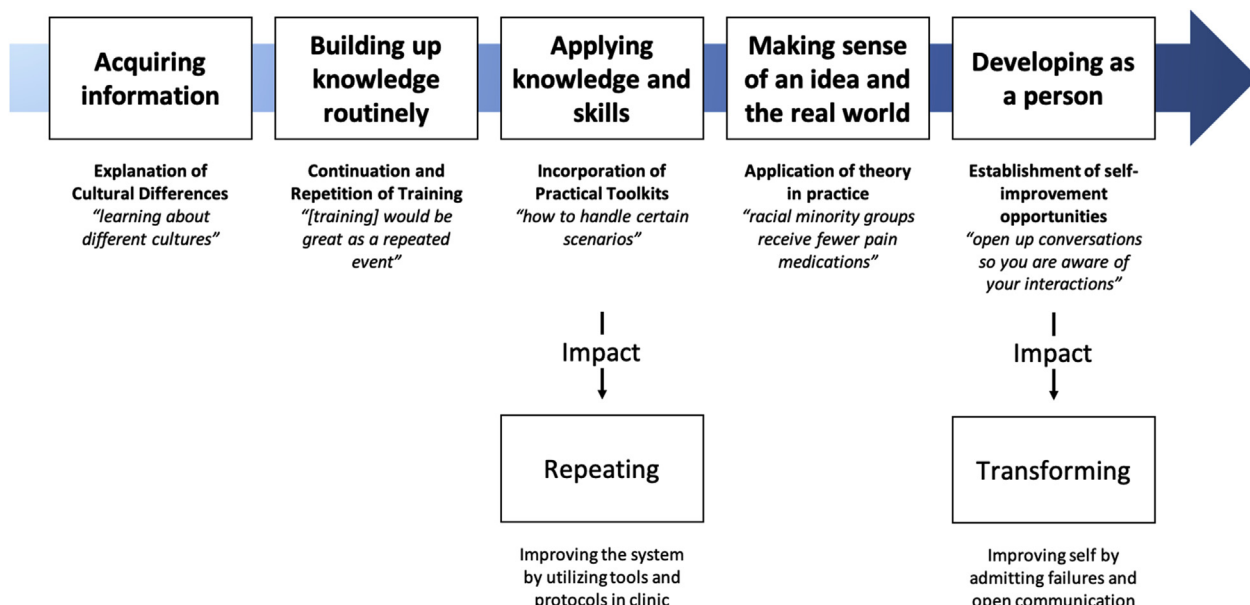 Acquiring
information
Building up
knowledge
routinely
Applying
knowledge and
skills
Making sense
of an idea and
the real world
Developing as
a person
Explanation of
Cultural Differences
“learning about
different cultures”
Continuation and
Repetition of Training
“[training] would be
great as a repeated
event”
Incorporation of
Practical Toolkits
“how to handle certain
scenarios”
Application of theory
in practice
“racial minority groups
receive fewer pain
medications”
Establishment of self-
improvement
opportunities
“open up conversations
so you are aware of
your interactions”
Impact
Impact
Repeating
Transforming
Improving the system
by utilizing tools and
protocols in clinic
Improving self by
admitting failures and
open communication